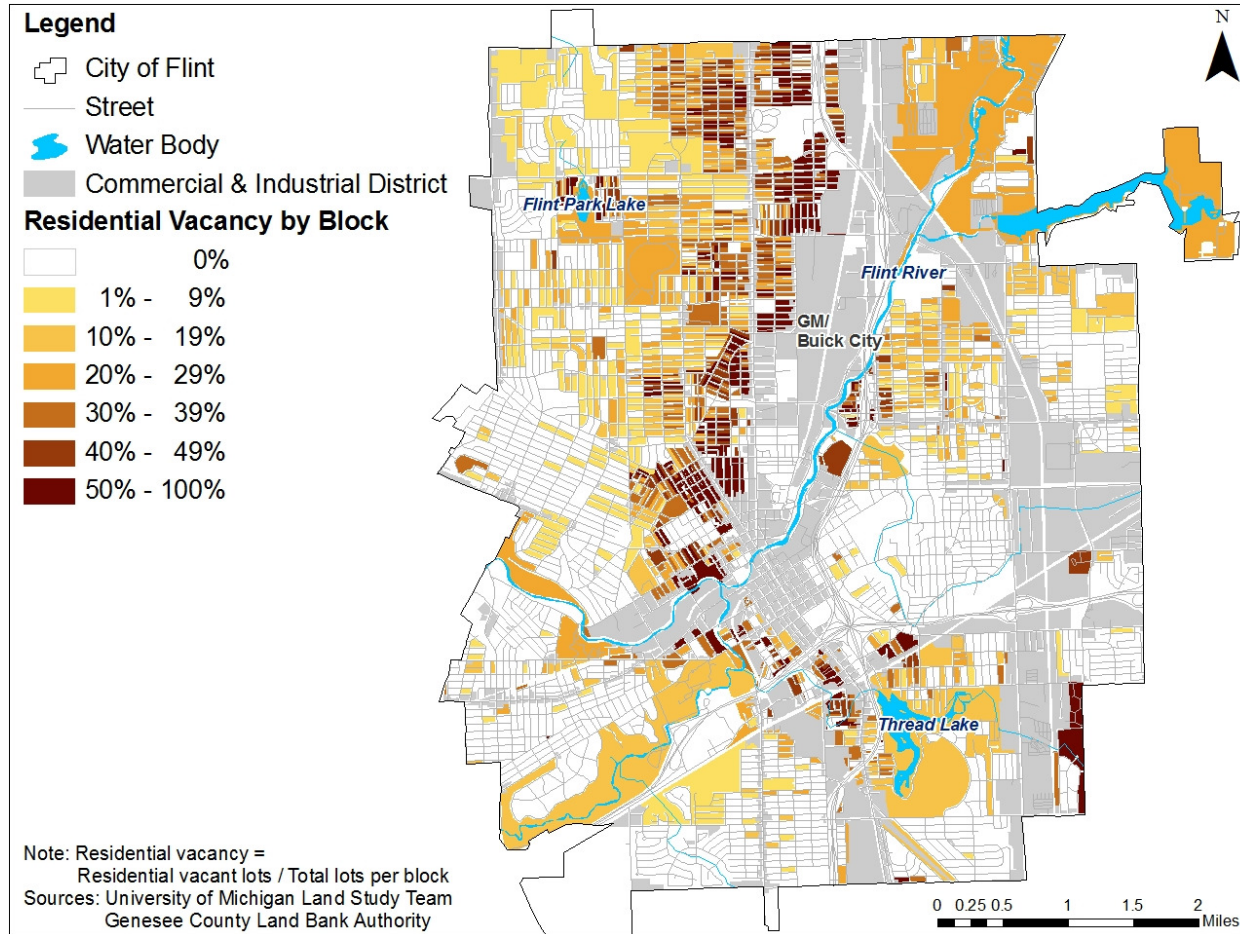 Legend
City of Flint
Street
Water Body
Commercial & Industrial District
Residential Vacancy by Block
0%
1% - 9%
10% - 19%
20% - 29%
30% - 39%
40% - 49%
50% - 100%
Note: Residential vacancy =
Residential vacant lots / Total lots per block
Sources: University of Michigan Land Study Team
Genesee County Land Bank Authority
N
Flint Park Lake
Flint River
GM/
Buick City
Thread Lake
0 0.25 0.5 1 1.5 2
Miles